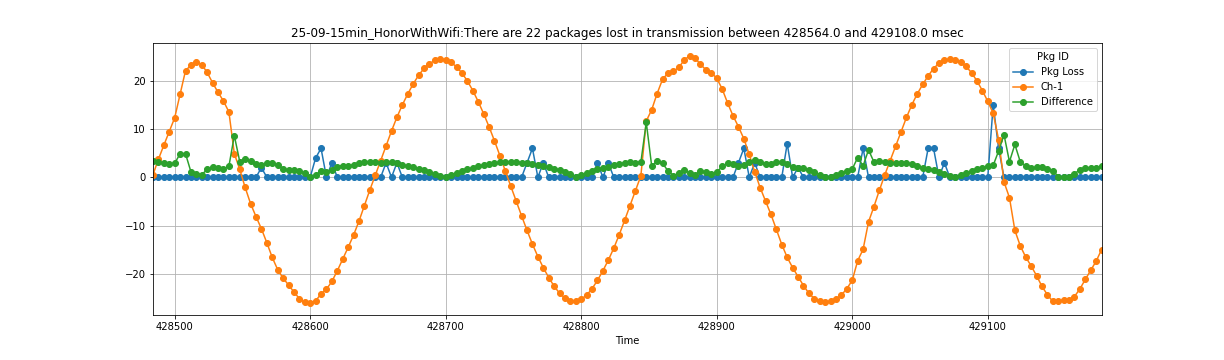 25-09-15min_HonorWithWifi:There are 22 packages lost in transmission between 428564.0 and 429108.0 msec
Pkg ID
Pkg Loss
Ch-1
Difference
20
10
0
−10
−20
428500 428600 428700 428800 428900 429000 429100
Time